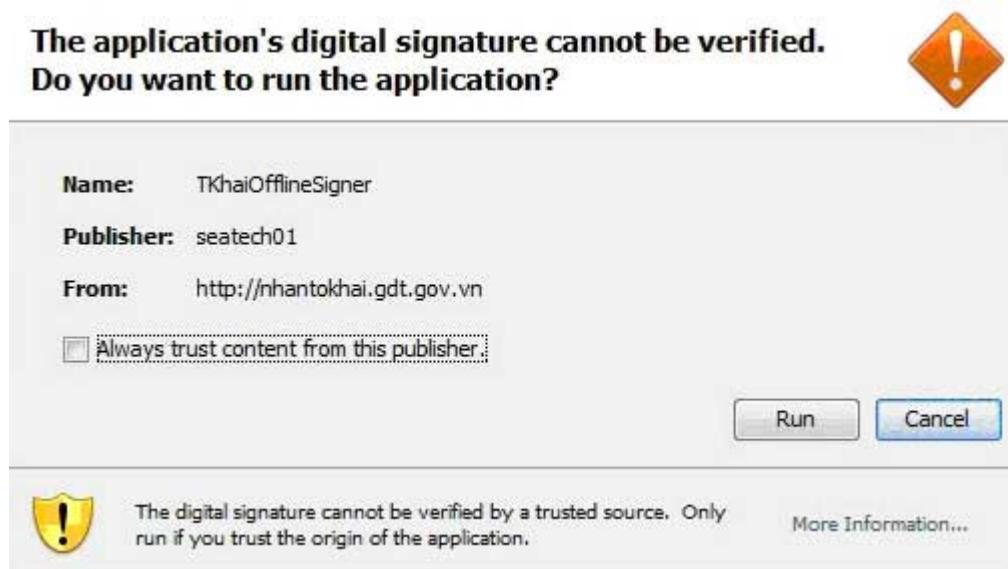 The application's digital signature cannot be verified.
Do you want to run the application?
Name: TKhaiOfflineSigner
Publisher: seatech01
From: http://nhantokhai.gdt.gov.vn
Always trust content from this publisher.
Run Cancel
The digital signature cannot be verified by a trusted source. Only
run if you trust the origin of the application.
More Information...